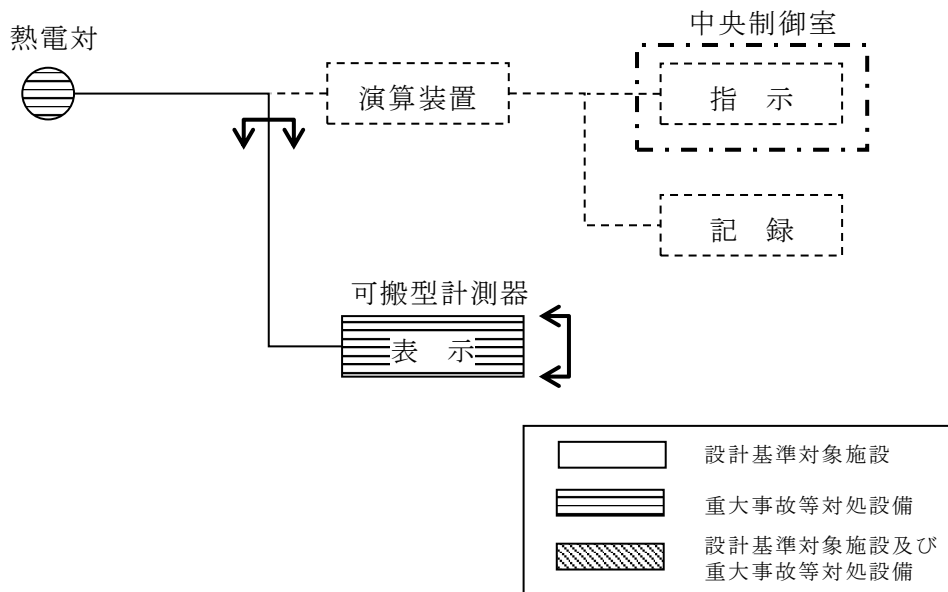 中央制御室
熱電対
演算装置
指 示
記 録
可搬型計測器
表 示
設計基準対象施設
重大事故等対処設備
設計基準対象施設及び
重大事故等対処設備